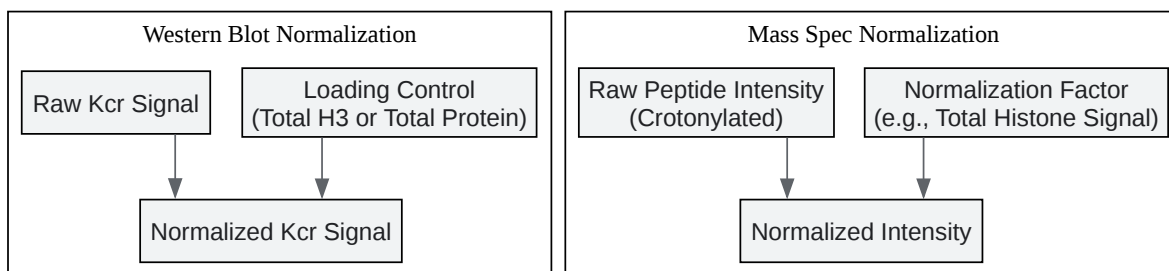 Western Blot Normalization
Raw Kcr Signal
Loading Control
(Total H3 or Total Protein)
Normalized Kcr Signal
Mass Spec Normalization
Raw Peptide Intensity
(Crotonylated)
Normalization Factor
(e.g., Total Histone Signal)
Normalized Intensity